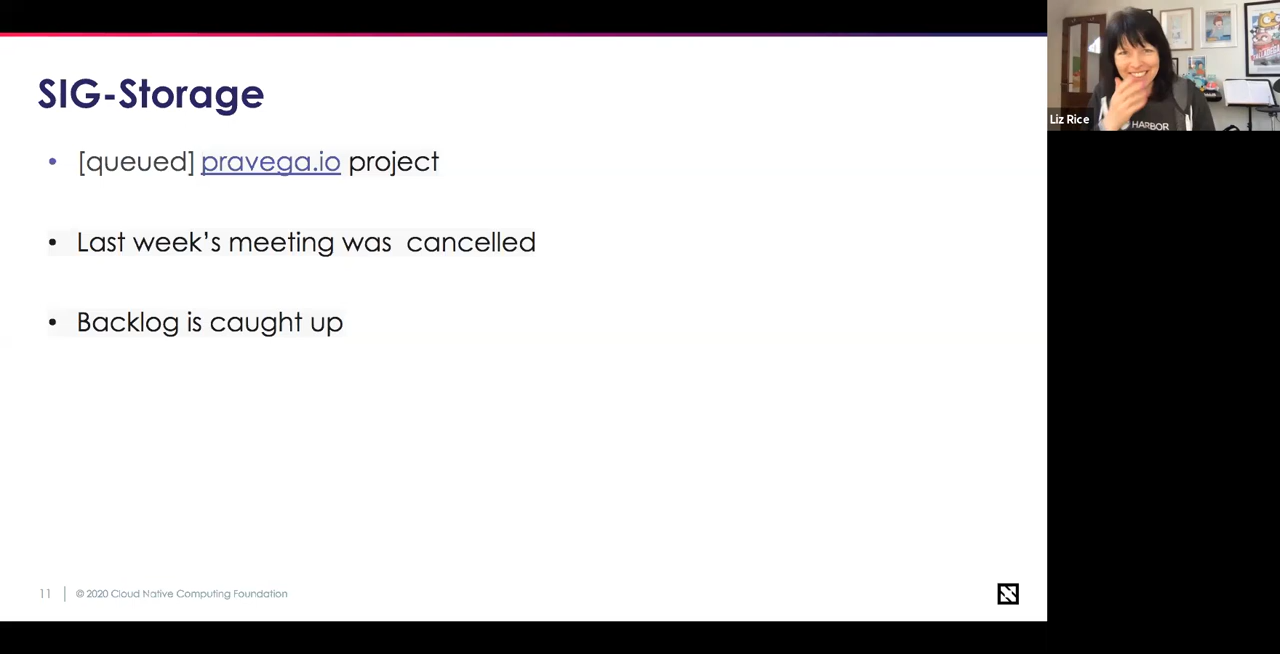 SIG-Storage
• [queued] pravega.io project
• Last week's meeting was  cancelled
• Backlog is caught up
11 | © 2020 Cloud Native Computing Foundation
Liz Rice
HARBOR